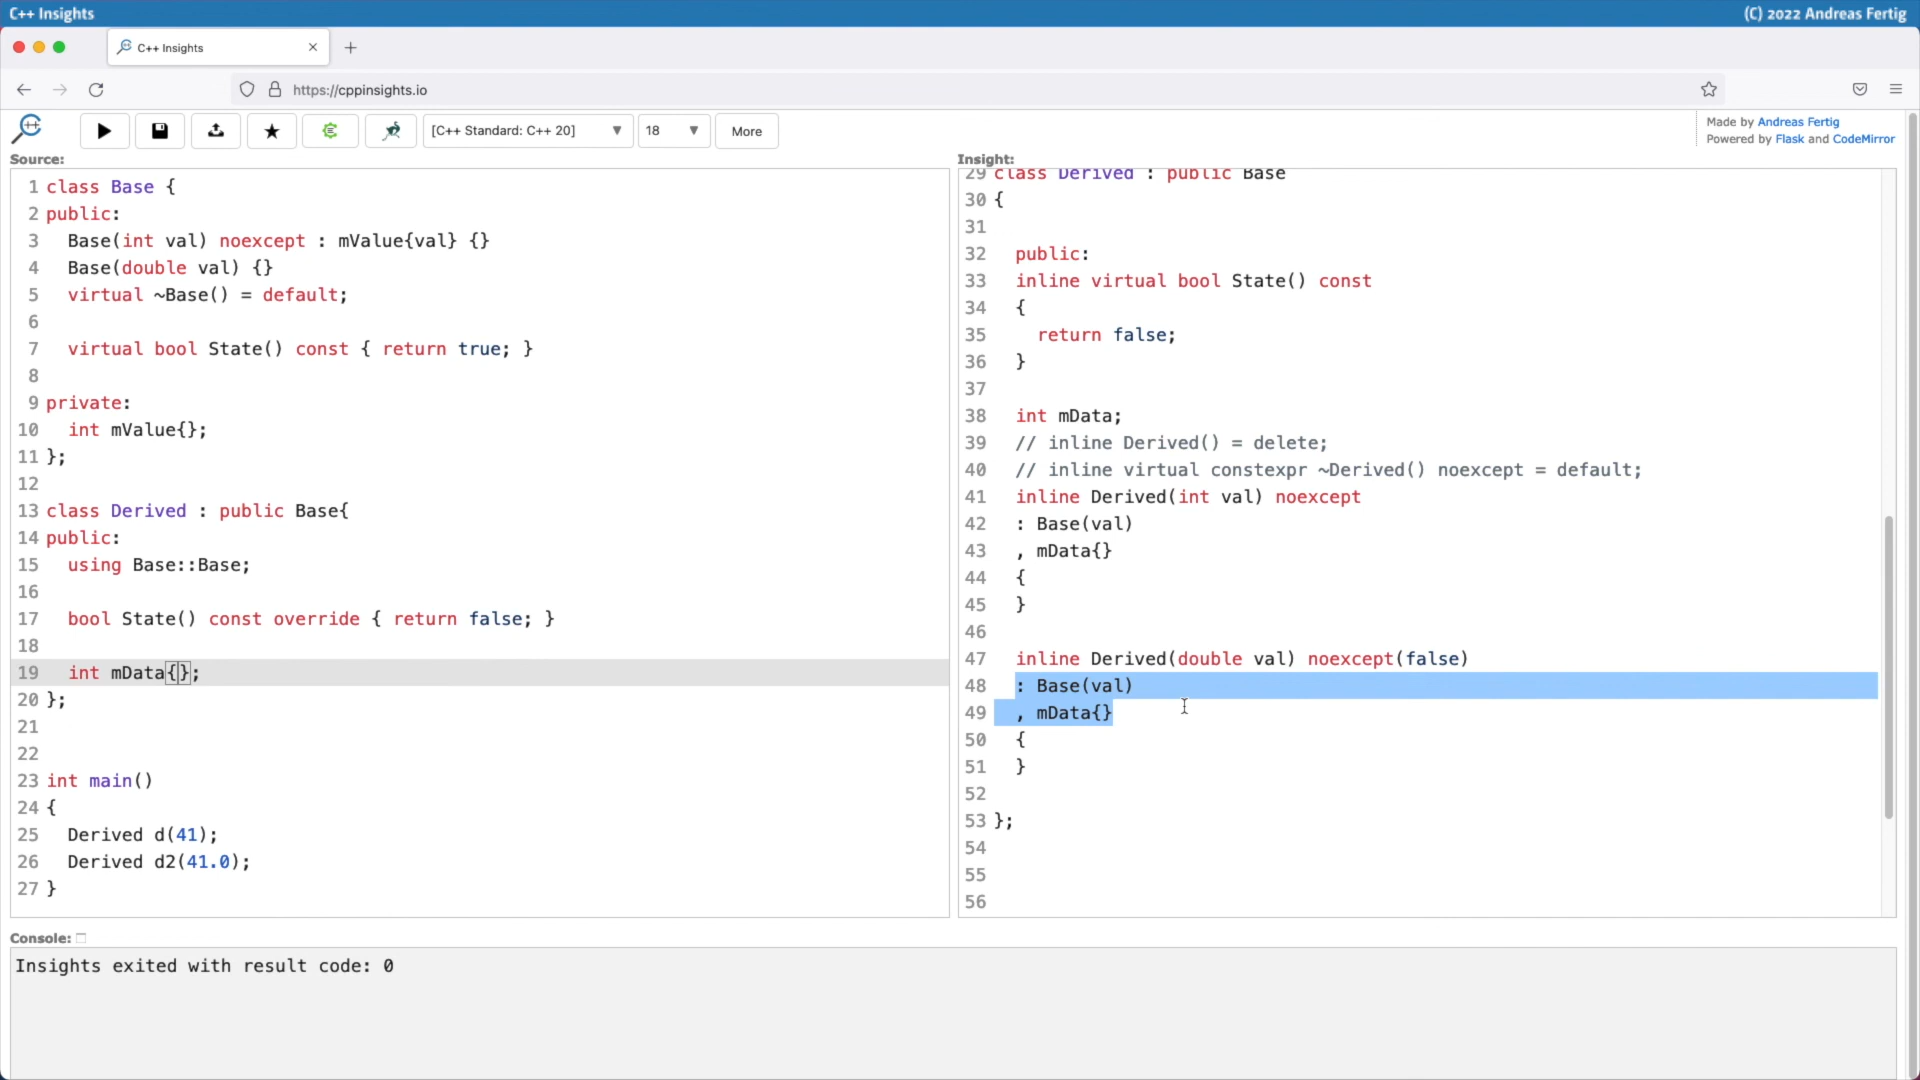 C++ Insights
(C) 2022 Andreas Fertig
C++ Insights
https://cppinsights.io
[C++ Standard: C++ 20]
18
More
Made by Andreas Fertig
Powered by Flask and CodeMirror
Source:
1 class Base {
2 public:
3   Base(int val) noexcept : mValue{val} {}
4   Base(double val) {}
5   virtual ~Base() = default;
6
7   virtual bool State() const { return true; }
8
9 private:
10   int mValue{};
11 };
12
13 class Derived : public Base{
14 public:
15   using Base::Base;
16
17   bool State() const override { return false; }
18
19   int mData{};
20 };
21
22
23 int main()
24 {
25   Derived d(41);
26   Derived d2(41.0);
27 }
Insight:
29 class Derived : public Base
30 {
31
32   public:
33   inline virtual bool State() const
34   {
35     return false;
36   }
37
38   int mData;
39   // inline Derived() = delete;
40   // inline virtual constexpr ~Derived() noexcept = default;
41   inline Derived(int val) noexcept
42   : Base(val)
43   , mData{}
44   {
45   }
46
47   inline Derived(double val) noexcept(false)
48   : Base(val)
49   , mData{}
50   {
51   }
52
53 };
54
55
56
Console:
Insights exited with result code: 0